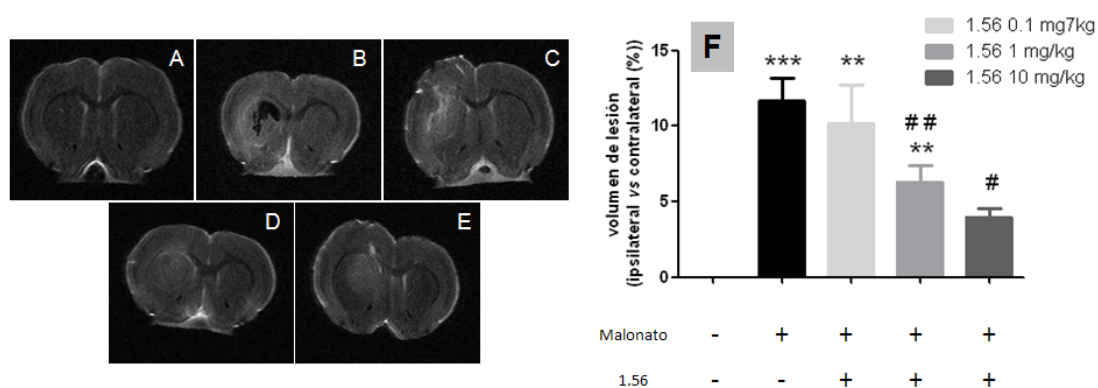 A
B
C
D
E
F
1.56 0.1 mg7kg
1.56 1 mg/kg
1.56 10 mg/kg
volumen de lesión
(ipsilateral vs contralateral (%))
15
10
5
0
***
**
##
**
#
Malonato - + + + +
1.56 - - + + +